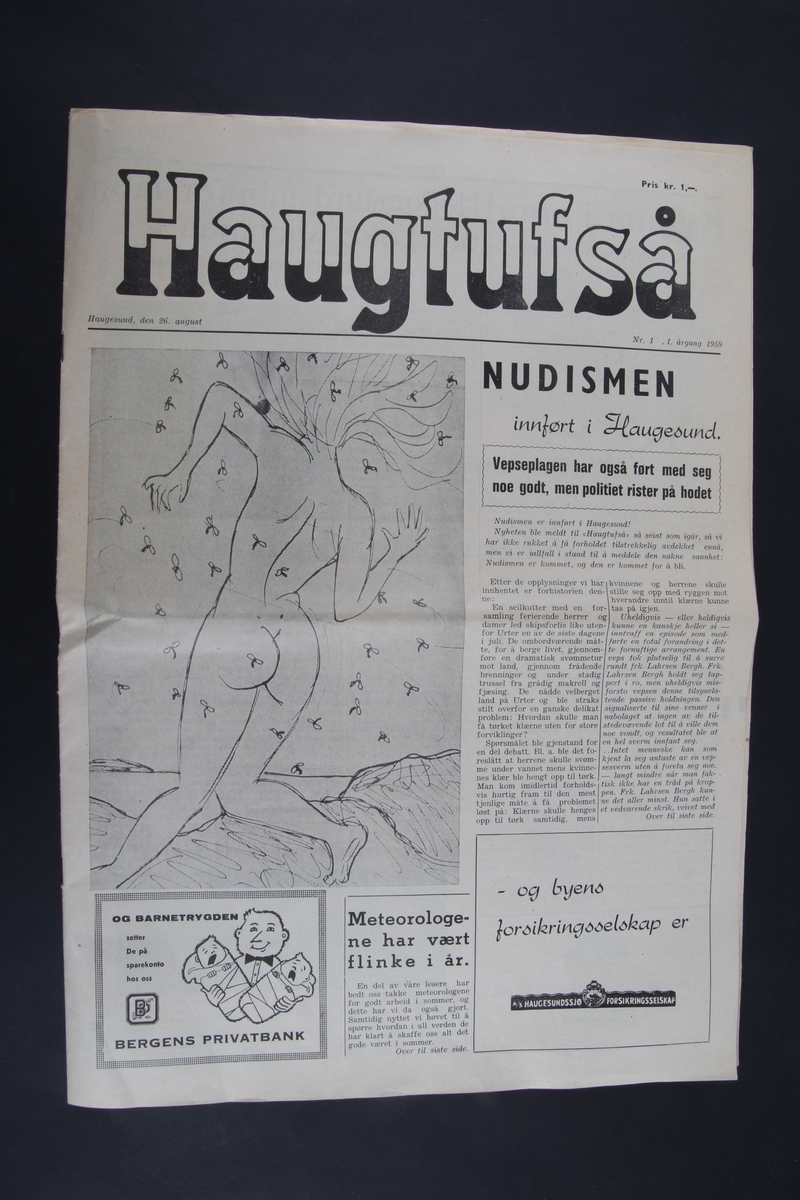 Pris kr. 1,—.
Haugtufså
Haugesund, den 26. august
Nr. 1 . 1. årgang 1959
NUDISMEN
innført i Haugesund.
Vepseplagen har også ført med seg
noe godt, men politiet rister på hodet
Nudismen er innført i Haugesund!
Nyheten ble meldt til «Haugtufså» så seint som igår, så vi
har ikke rukket å få forholdet tilstrekkelig avdekket ennå,
men vi er iallfall i stand til å meddele den nakne sannhet:
Nudismen er kommet, og den er kommet for å bli.
Etter de opplysninger vi har
innhentet er forhistorien den-
ne:
En seilkutter med en for-
samling ferierende herrer og
damer led skipsforlis like uten-
for Urter en av de siste dagene
i juli. De ombordværende måt-
te, for å berge livet, gjennom-
føre en dramatisk svømmetur
mot land, gjennom frådende
brenninger og under stadig
trussel fra grådig makrell og
fjæsing. De nådde velberget
land på Urter og ble straks
stilt overfor en ganske delikat
problem: Hvordan skulle man
få tørket klærne uten for store
forviklinger?
Spørsmålet ble gjenstand for
en del debatt. Bl. a. ble det fo-
reslått at herrene skulle svøm-
me under vannet mens kvinne-
nes klær ble hengt opp til tørk.
Man kom imidlertid forholds-
vis hurtig fram til den mest
tjenlige måte å få problemet
løst på: Klærne skulle henges
opp til tørk samtidig, mens
kvinnene og herrene skulle
stille seg opp med ryggen mot
hverandre inntil klærne kunne
tas på igjen.
Uheldigvis — eller heldigvis
kunne en kanskje heller si —
inntraff en episode som med-
førte en total forandring i det-
te fornuftige arrangement. En
veps tok plutselig til å surre
rundt frk. Lahrsen Bergh. Frk.
Lahrsen Bergh holdt seg tap-
pert i ro, men uheldigvis mis-
forsto vepsen denne tilsynela-
tende passive holdningen. Den
signaliserte til sine venner i
nabolaget at ingen av de til-
stedeværende lot til å ville dem
noe vondt, og resultatet ble at
en hel sverm innfant seg.
Intet menneske kan som
kjent la seg antaste av en vep-
sesverm uten å foreta seg noe.
— langt mindre når man fak-
tisk ikke har en tråd på krop-
pen. Frk. Lahrsen Bergh kun-
ne det aller minst. Hun satte i
et vedvarende skrik, veivet med
Over til siste side.
OG BARNETRYGDEN
setter
De på
sparekonto
hos oss
BP
BERGENS PRIVATBANK
Meteorologe-
ne har vært
flinke i år.
En del av våre lesere har
bedt oss takke meteorologene
for godt arbeid i sommer, og
dette har vi da også gjort.
Samtidig nyttet vi høvet til å
spørre hvordan i all verden de
har klart å skaffe oss alt det
gode været i sommer.
Over til siste side.
- og byens
forsikringsselskap er
A/S HAUGESUNDS SJØ FORSIKRINGSSELSKAP